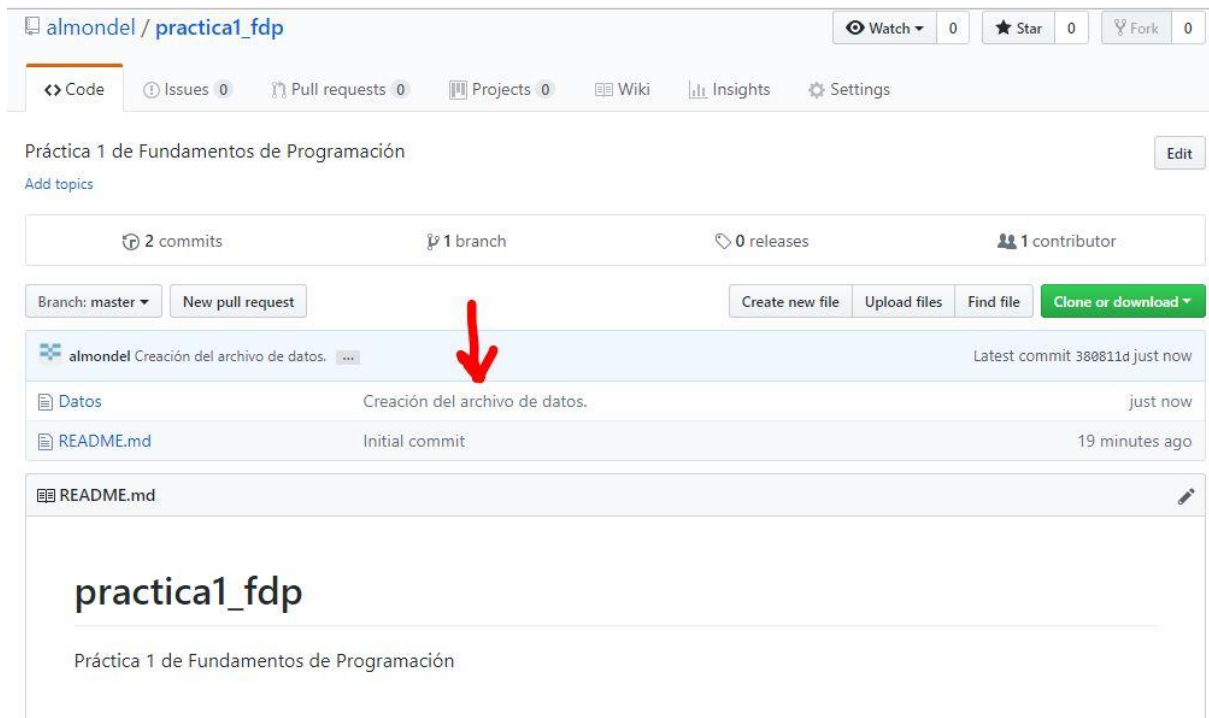 almondel / practica1_fdp Watch 0 Star 0 Fork 0
Code Issues 0 Pull requests 0 Projects 0 Wiki Insights Settings
Práctica 1 de Fundamentos de Programación Edit
Add topics
2 commits 1 branch 0 releases 1 contributor
Branch: master New pull request Create new file Upload files Find file Clone or download
almondel Creación del archivo de datos. ... Latest commit 380811d just now
Datos Creación del archivo de datos. just now
README.md Initial commit 19 minutes ago
README.md
practica1_fdp
Práctica 1 de Fundamentos de Programación